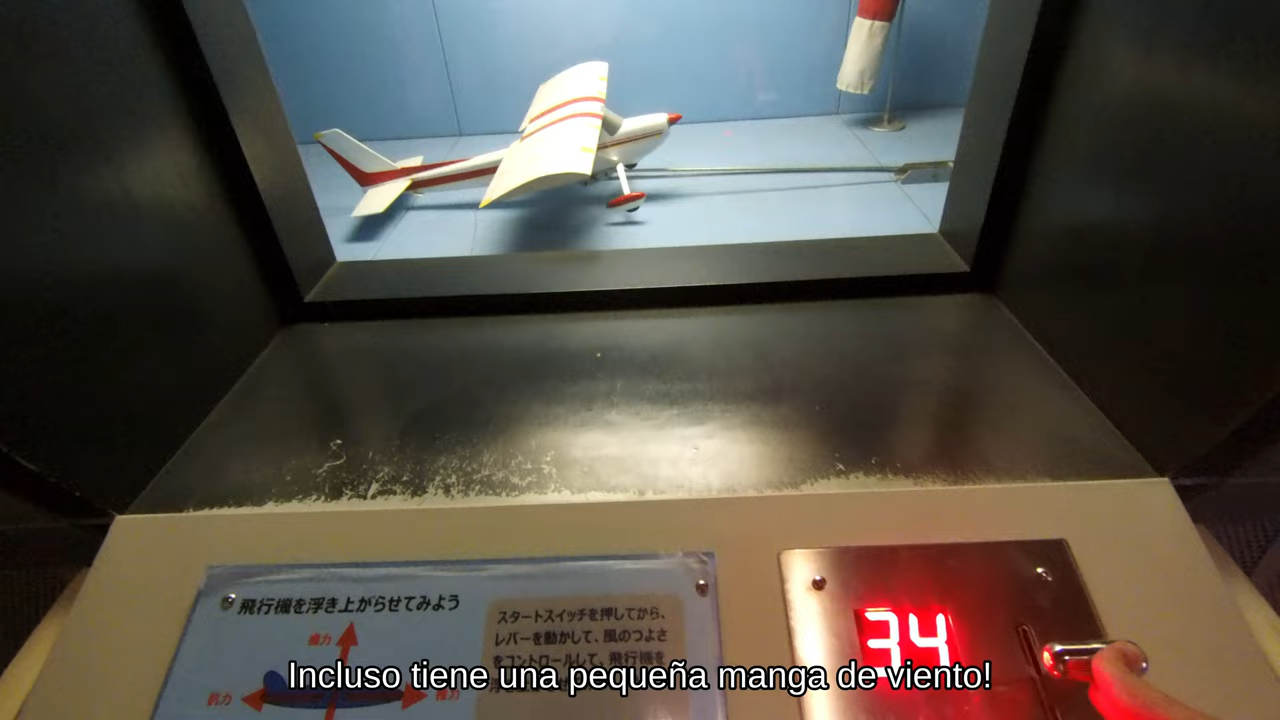 飛行機を浮き上がらせてみよう
スタートスイッチを押してから、
レバーを動かして、風のつよさ
をコントロールして、飛行機を
揚力
抗力
34
Incluso tiene una pequeña manga de viento!